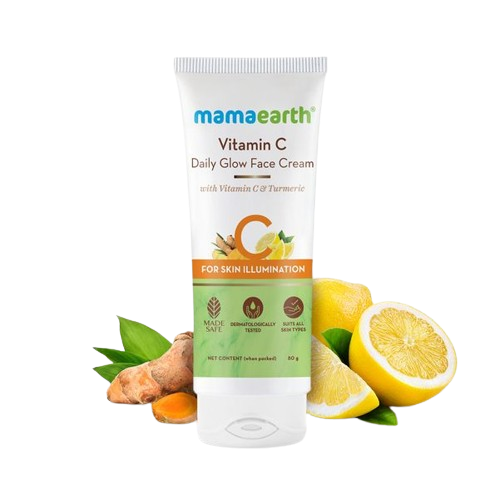 mamaearth®
Vitamin C
Daily Glow Face Cream
with Vitamin C & Turmeric
C
FOR SKIN ILLUMINATION
MADE SAFE
DERMATOLOGICALLY TESTED
SUITS ALL SKIN TYPES
NET CONTENT (when packed) 80 g